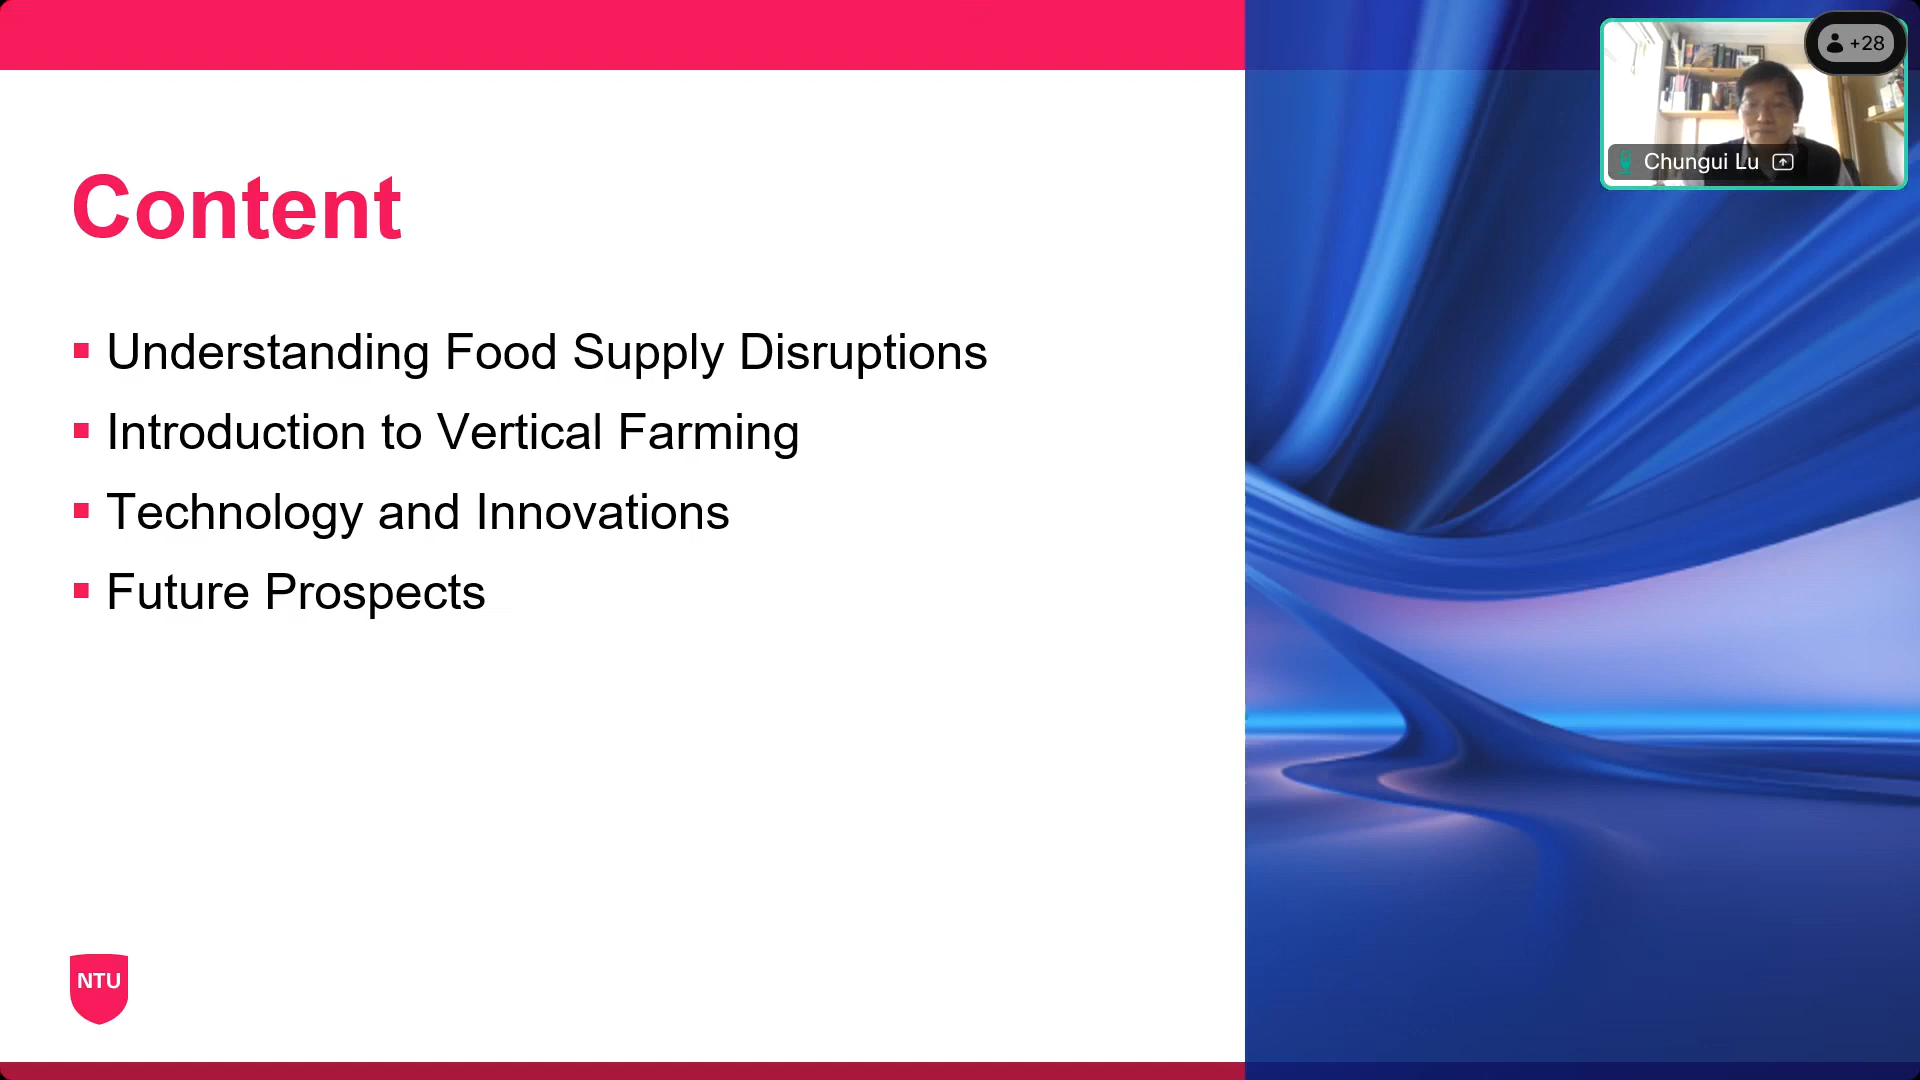 Content
Understanding Food Supply Disruptions
Introduction to Vertical Farming
Technology and Innovations
Future Prospects
NTU
+28
Chungui Lu